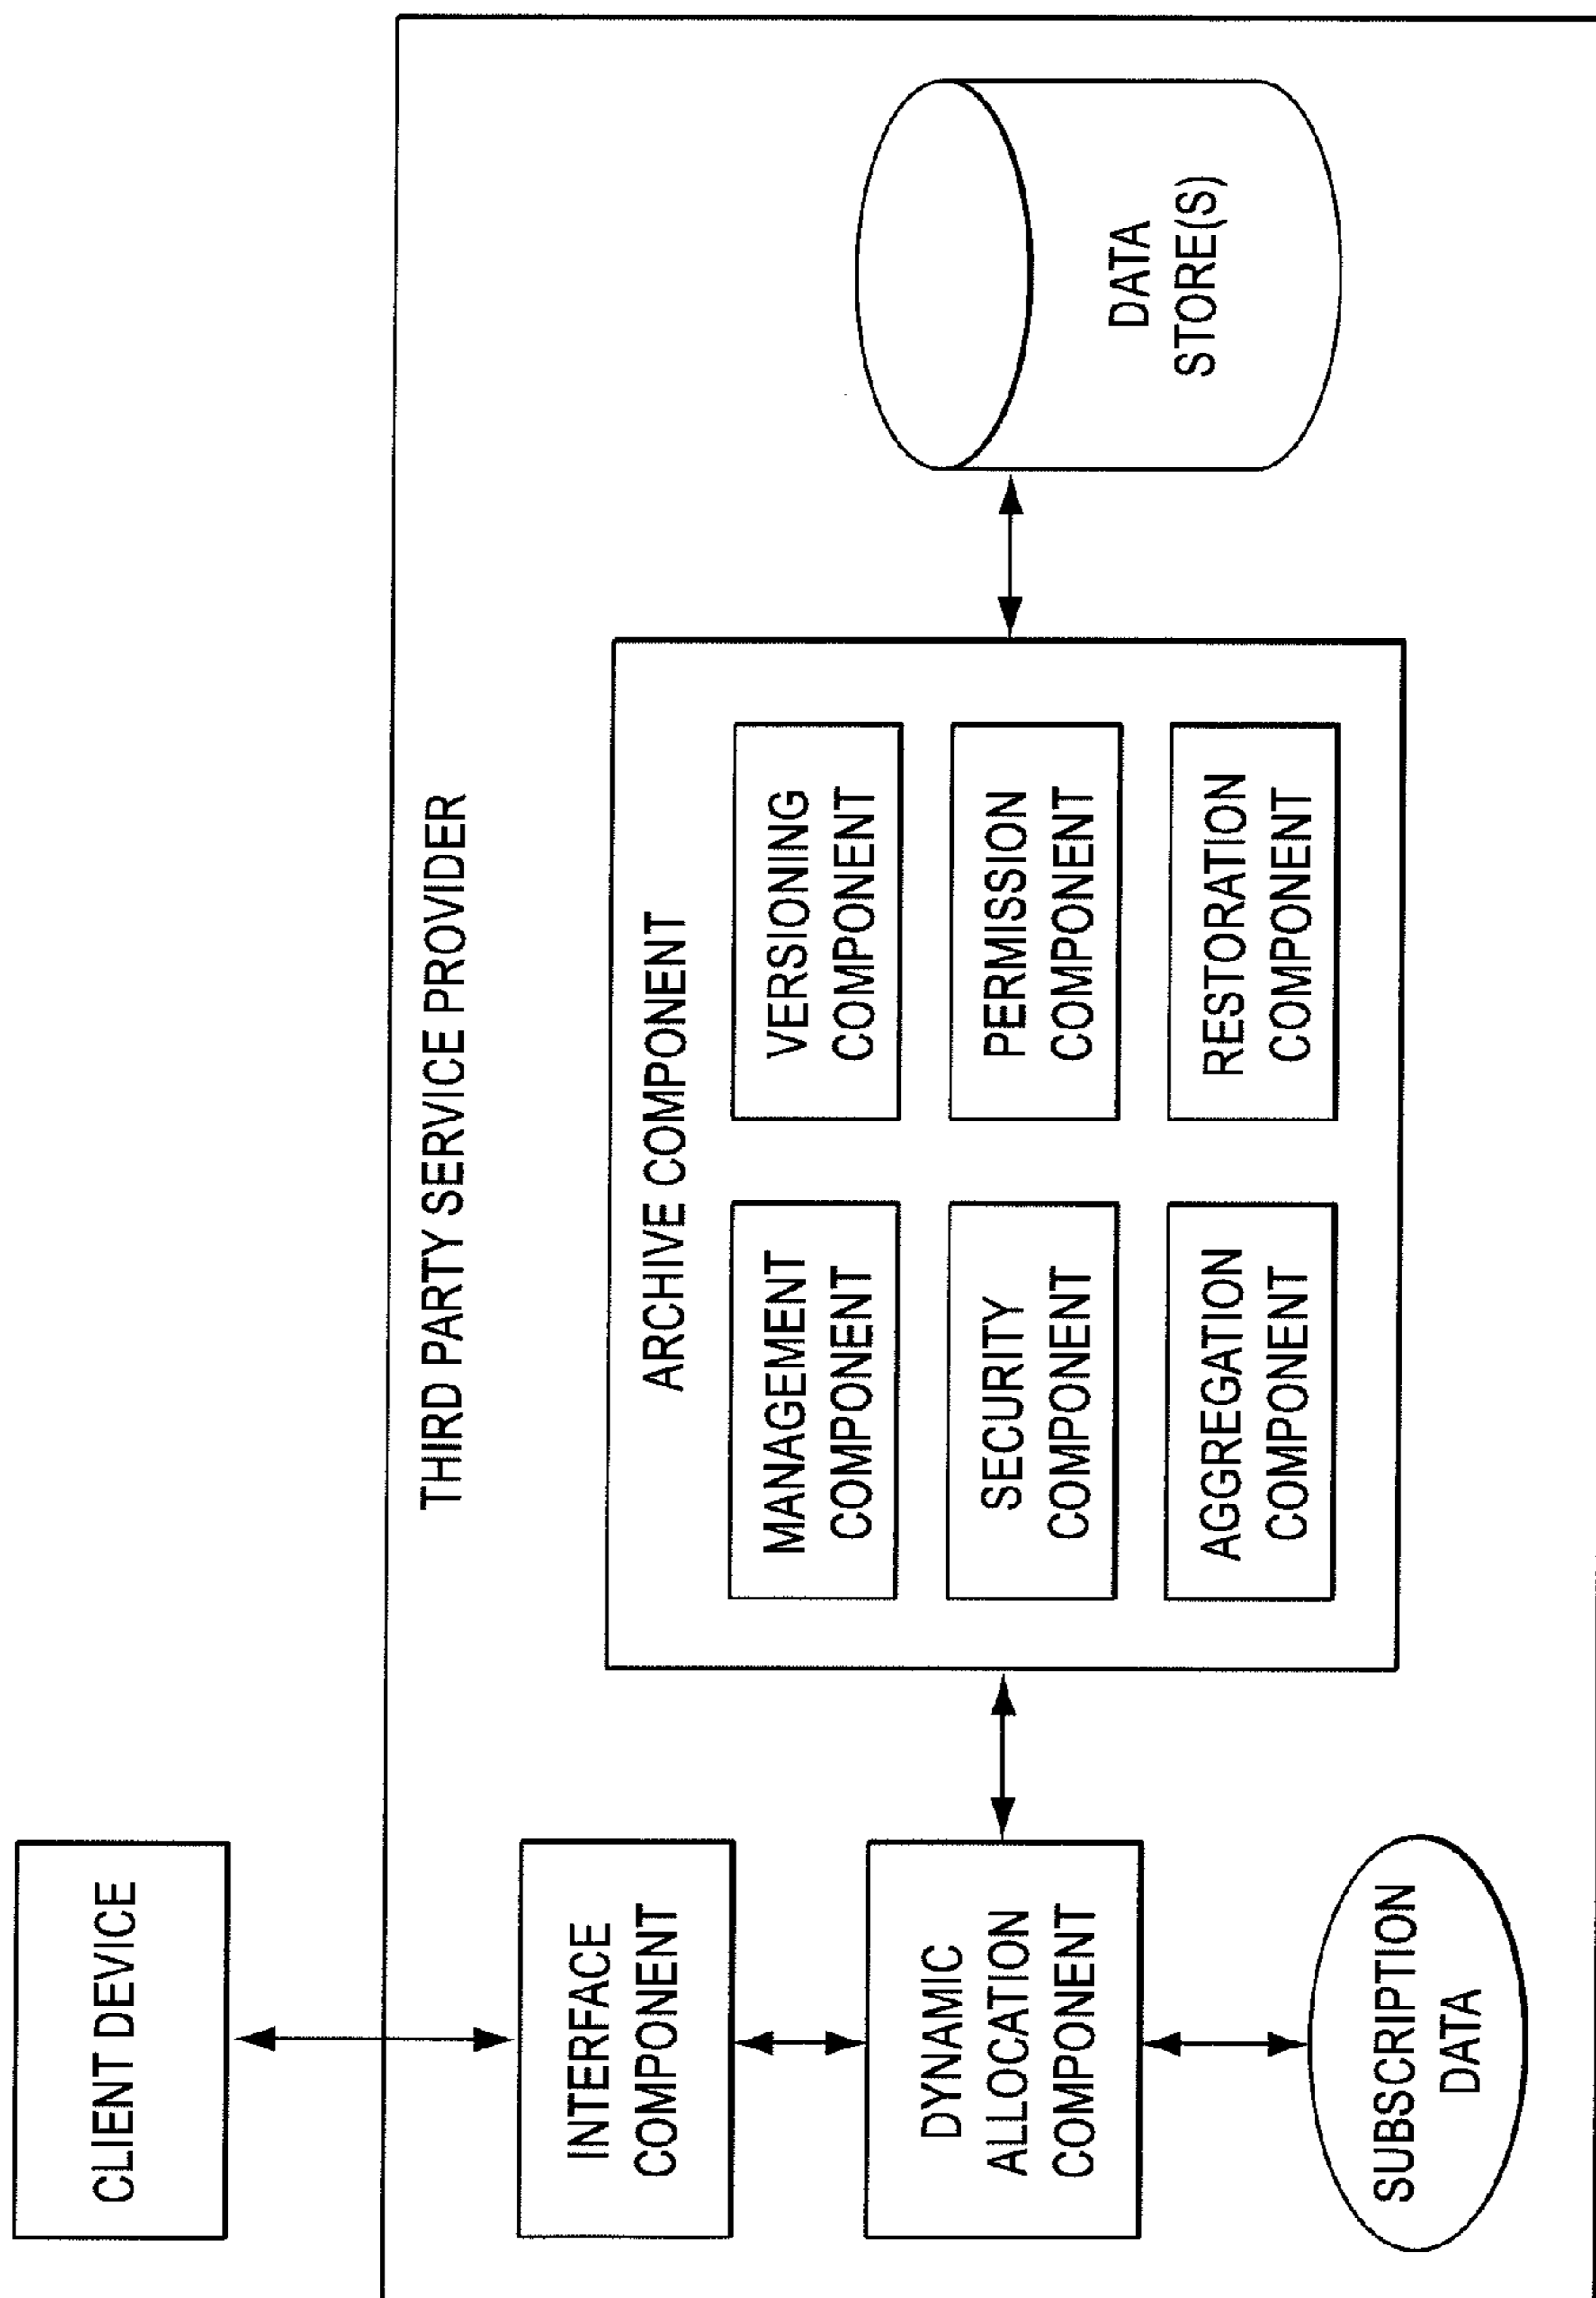 CLIENT DEVICE
THIRD PARTY SERVICE PROVIDER
INTERFACE
COMPONENT
DYNAMIC
ALLOCATION
COMPONENT
SUBSCRIPTION
DATA
ARCHIVE COMPONENT
MANAGEMENT
COMPONENT
VERSIONING
COMPONENT
SECURITY
COMPONENT
PERMISSION
COMPONENT
AGGREGATION
COMPONENT
RESTORATION
COMPONENT
DATA
STORE(S)